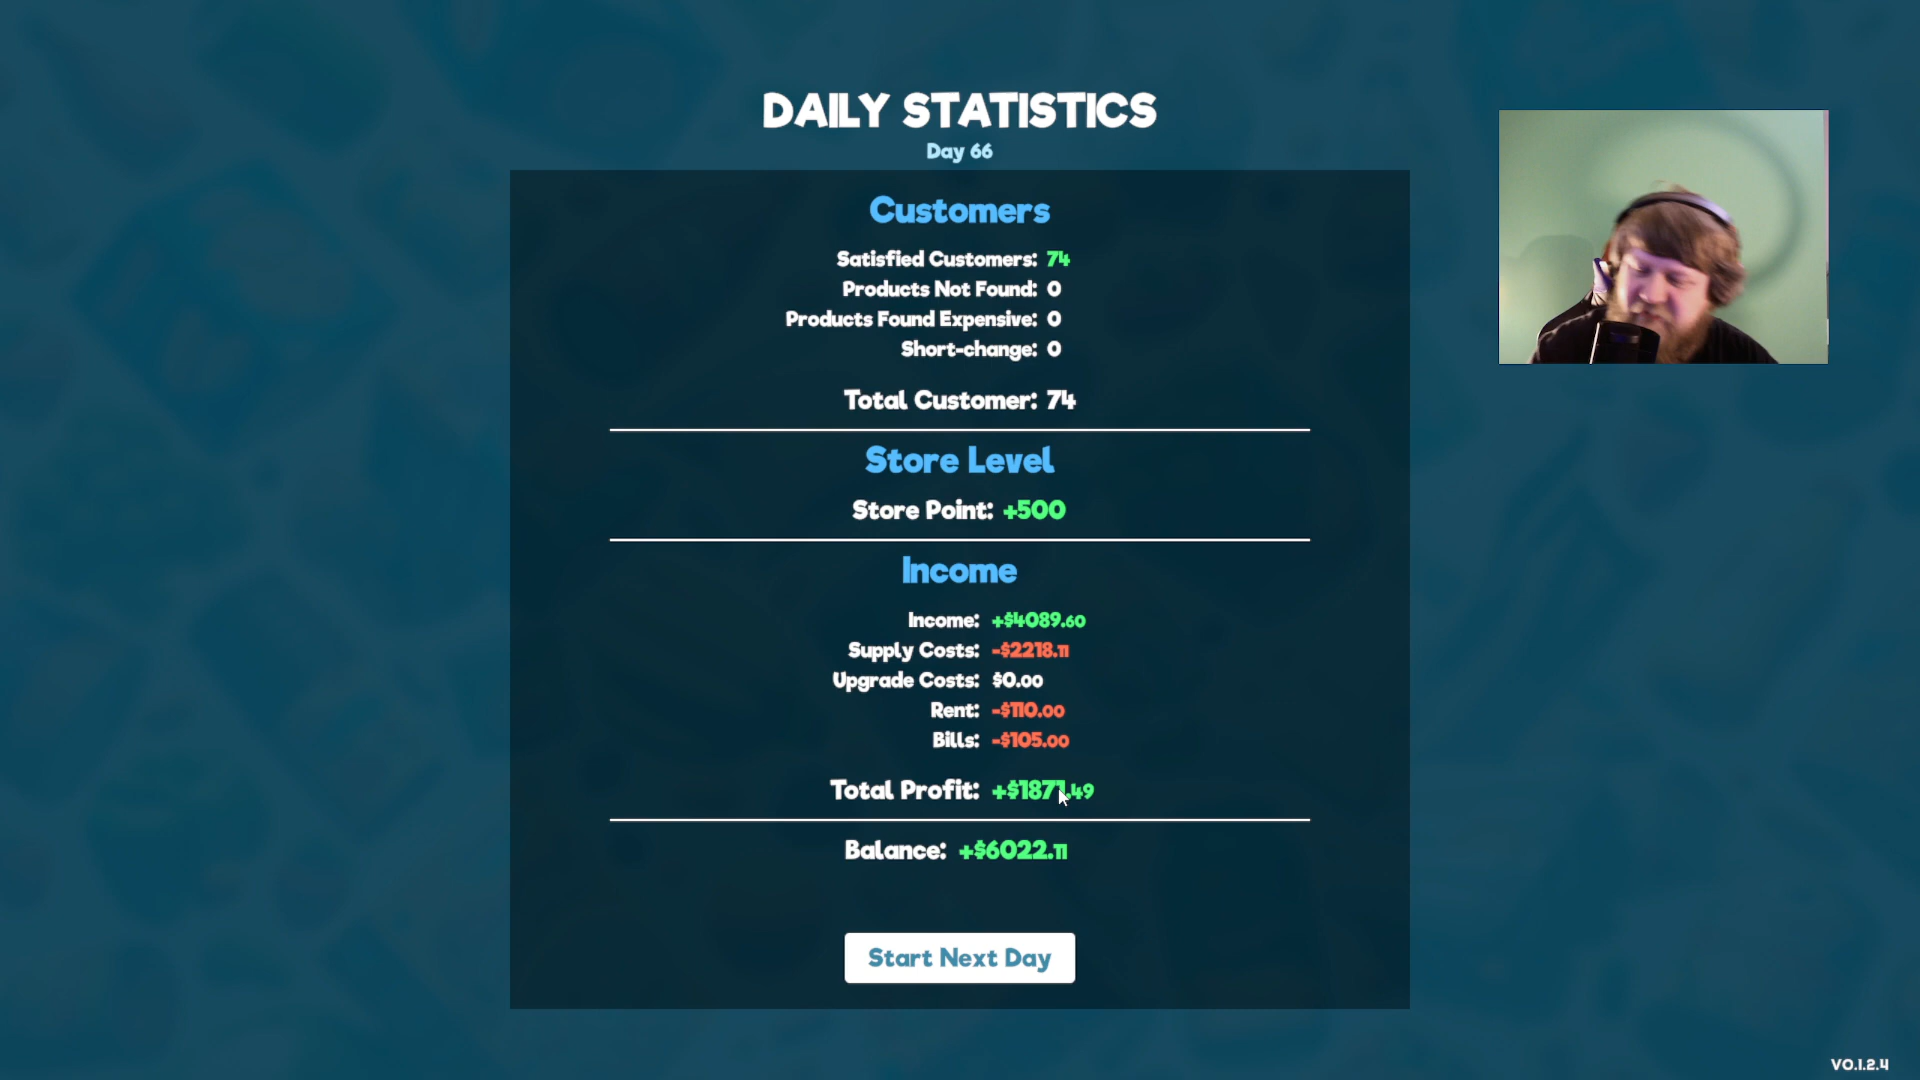 DAILY STATISTICS
Day 66
Customers
Satisfied Customers: 74
Products Not Found: 0
Products Found Expensive: 0
Short-change: 0
Total Customer: 74
Store Level
Store Point: +500
Income
Income: +$4089.60
Supply Costs: -$2218.11
Upgrade Costs: $0.00
Rent: -$110.00
Bills: -$105.00
Total Profit: +$1871.49
Balance: +$6022.11
Start Next Day
V0.1.2.4